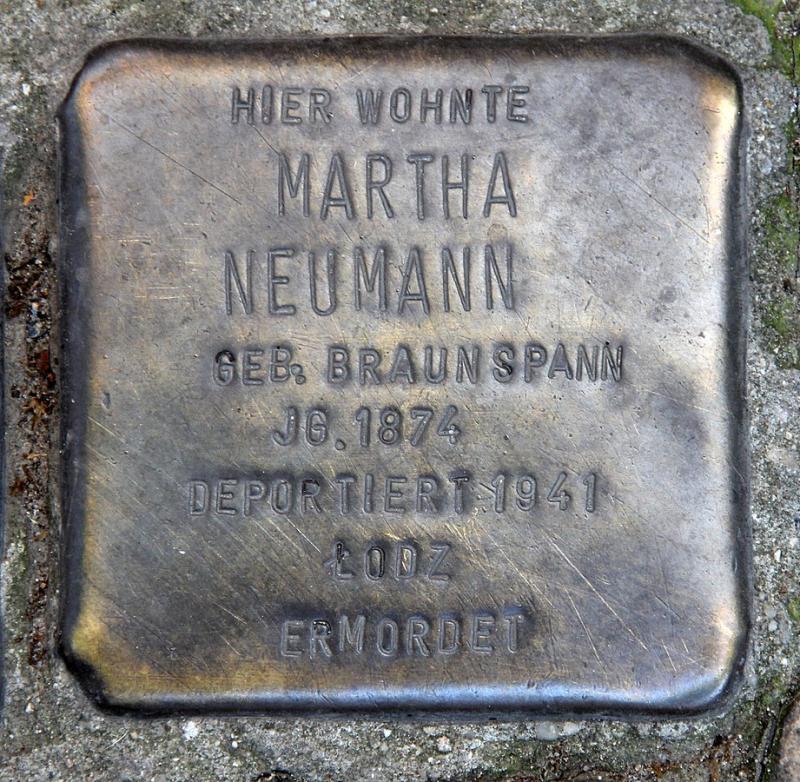 HIER WOHNTE
MARTHA
NEUMANN
GEB. BRAUNSPANN
JG. 1874
DEPORTIERT 1941
ŁODZ
ERMORDET